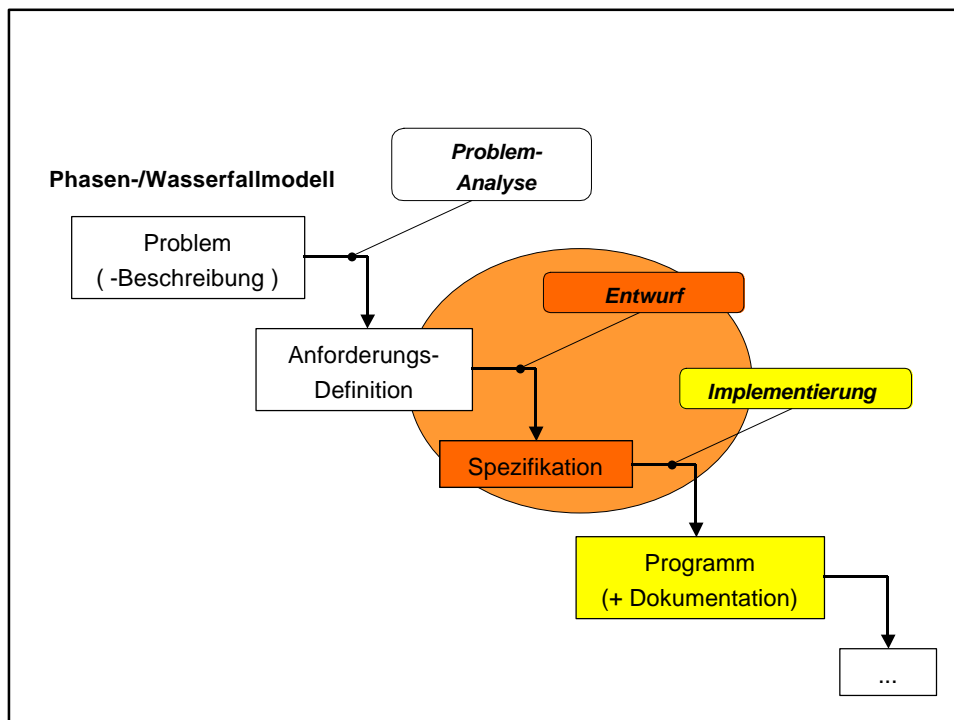 Problem-
Analyse
Phasen-/Wasserfallmodell
Problem
( -Beschreibung )
Entwurf
Anforderungs-
Definition
Implementierung
Spezifikation
Programm
(+ Dokumentation)
...